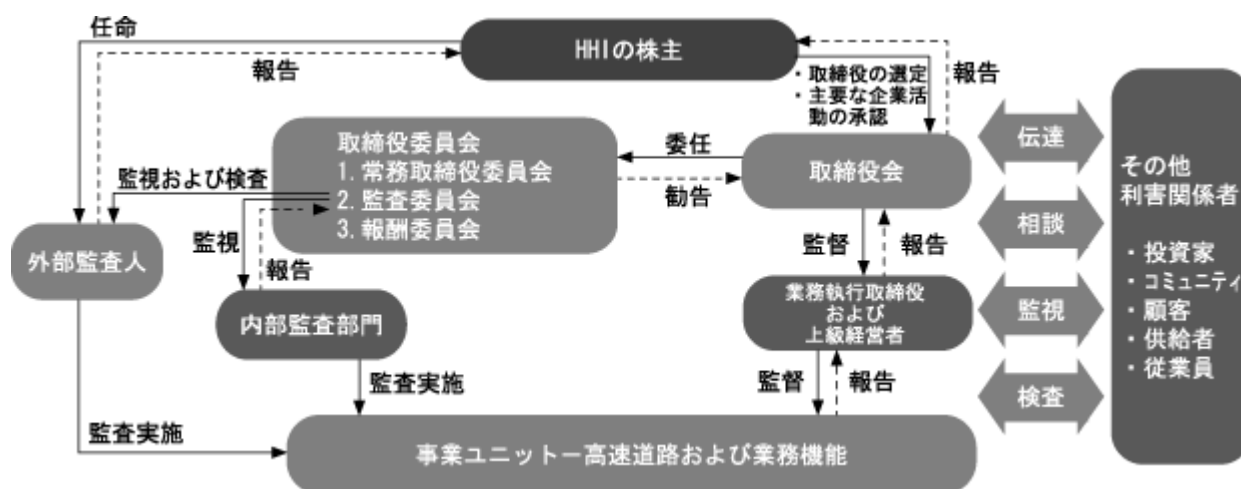 任命
HHIの株主
報告
・取締役の選定
・主要な企業活
動の承認
報告
取締役委員会
1. 常務取締役委員会
2. 監査委員会
3. 報酬委員会
委任
勧告
取締役会
伝達
その他
利害関係者
・投資家
・コミュニティ
・顧客
・供給者
・従業員
監視および検査
相談
外部監査人
監視
報告
監督
報告
内部監査部門
業務執行取締役
および
上級経営者
監視
監査実施
監督
報告
検査
監査実施
事業ユニット－高速道路および業務機能